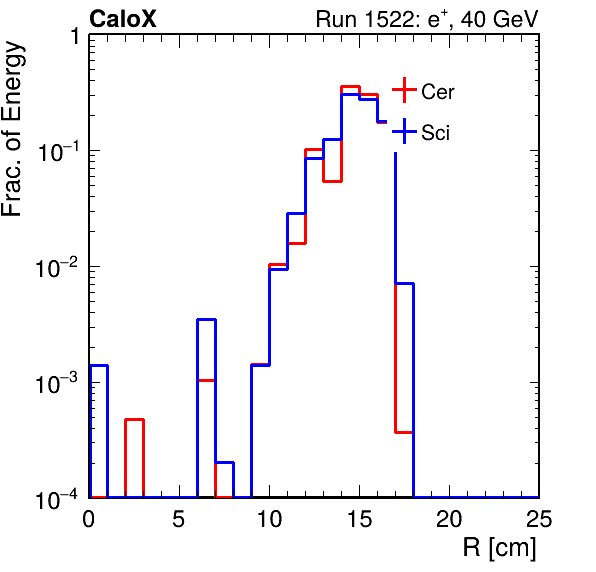 CaloX Run 1522: e⁺, 40 GeV
Frac. of Energy
1
10⁻¹
10⁻²
10⁻³
10⁻⁴
Cer
Sci
0 5 10 15 20 25
R [cm]